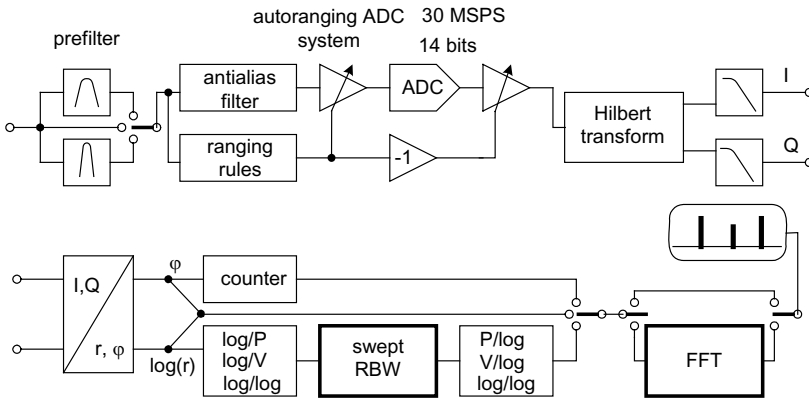 autoranging ADC
system
30 MSPS
14 bits
prefilter
antialias
filter
ADC
Hilbert
transform
I
Q
ranging
rules
-1
I,Q
r, φ
φ
log(r)
counter
log/P
log/V
log/log
swept
RBW
P/log
V/log
log/log
FFT